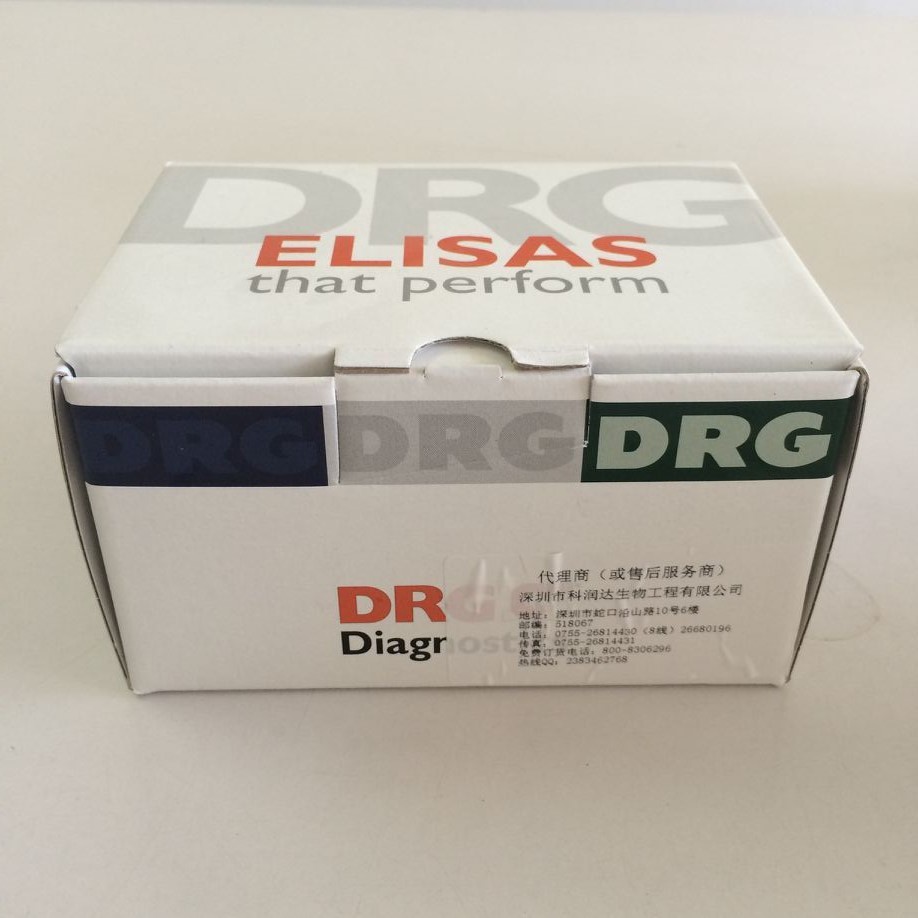 DRG
ELISAS
that perform
DRG DRG DRG
DRG
Diagnost
代理商（或售后服务商）
深圳市科润达生物工程有限公司
地址：深圳市蛇口沿山路10号6楼
邮编：518067
电话：0755-26814430（8线）26680196
传真：0755-26814431
免费订货电话：800-8306296
热线QQ：2383462768